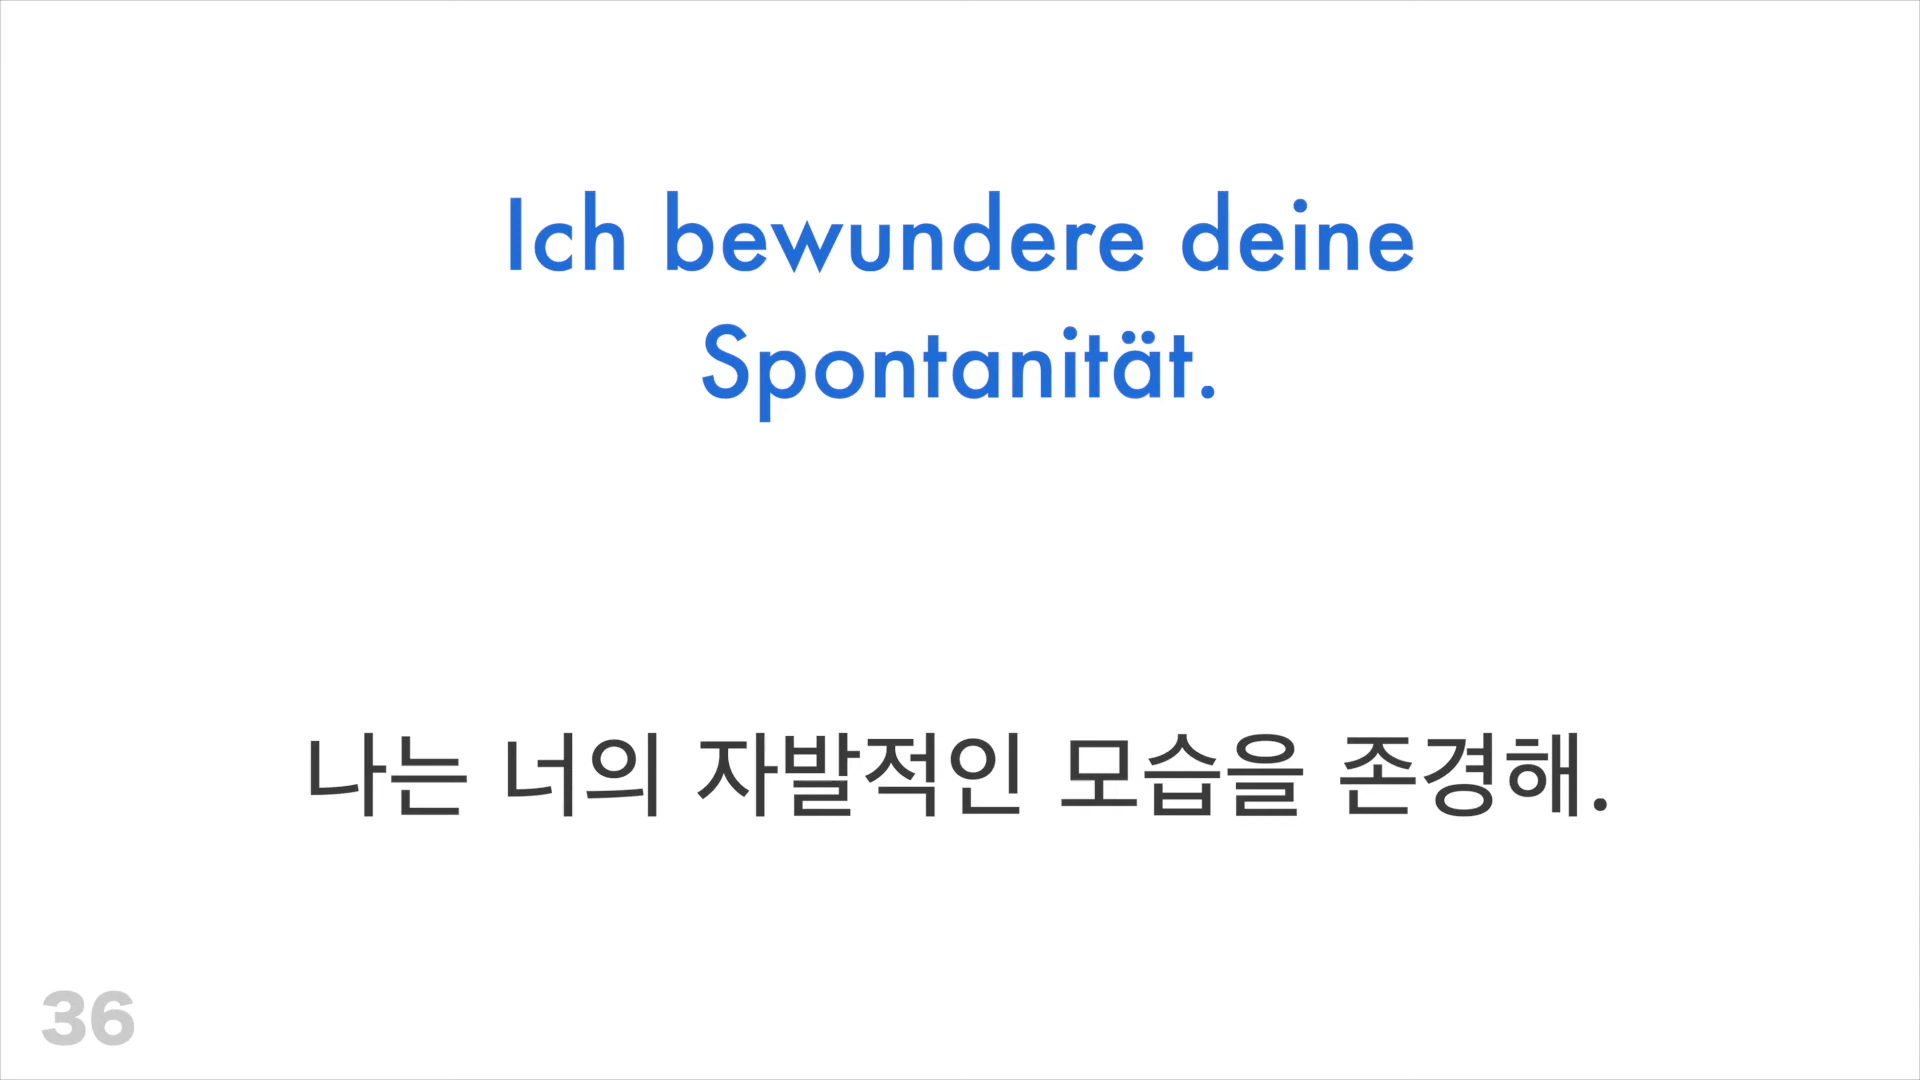 Ich bewundere deine
Spontanität.
나는 너의 자발적인 모습을 존경해.
36